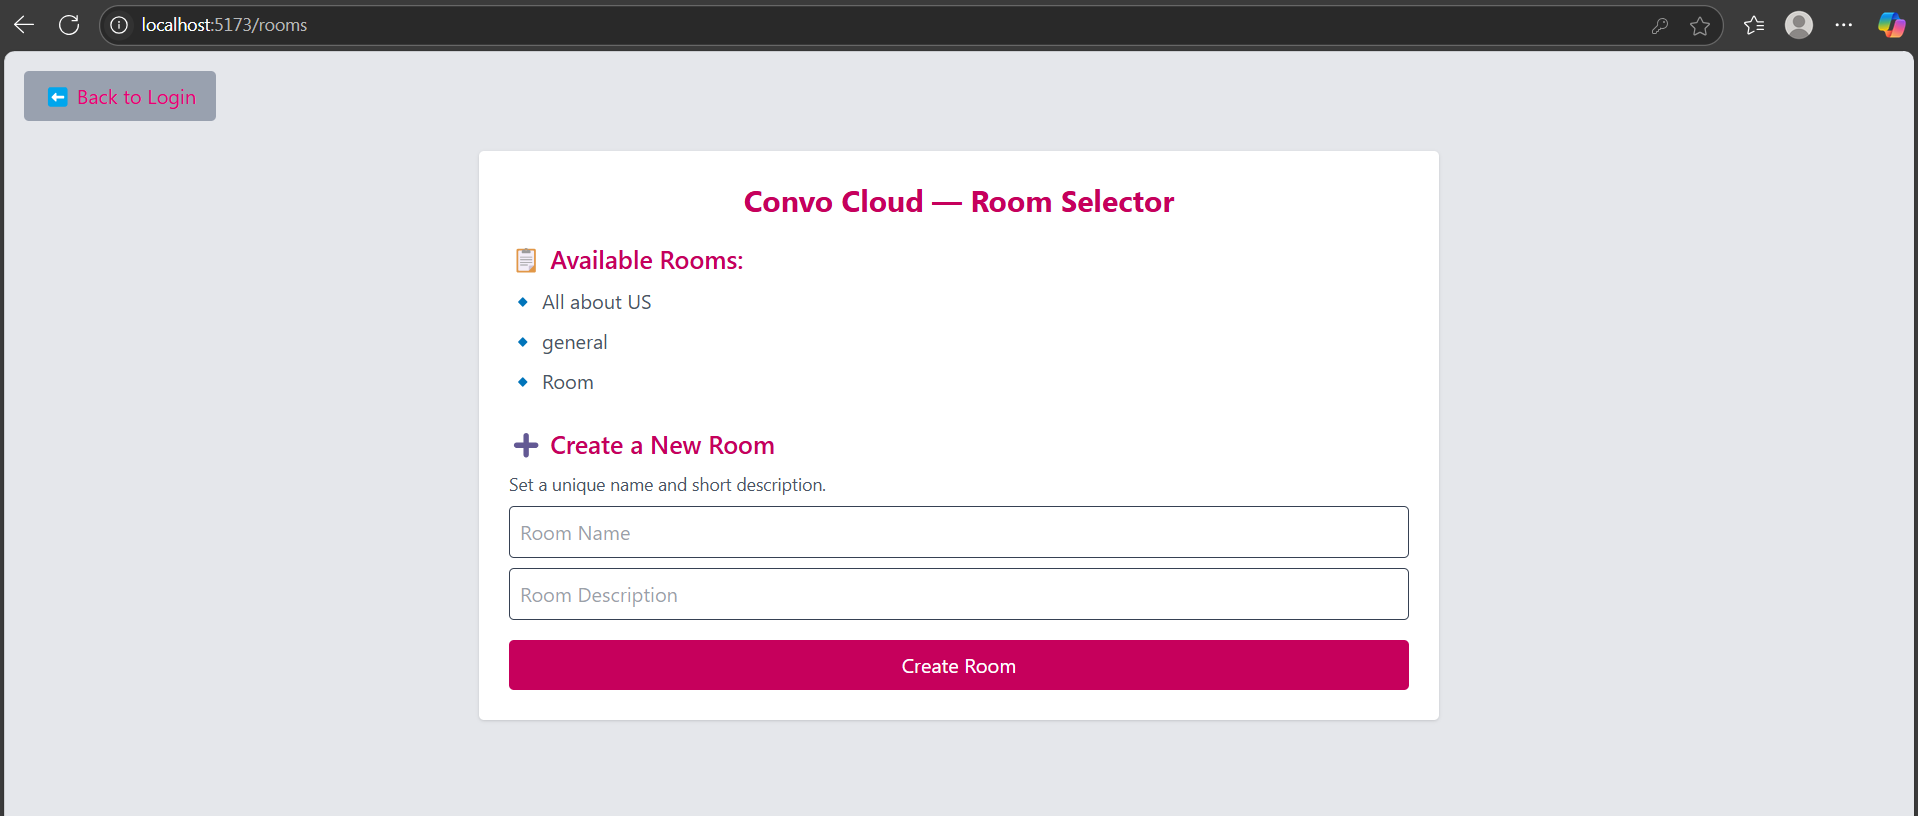 localhost:5173/rooms
Back to Login
Convo Cloud — Room Selector
Available Rooms:
All about US
general
Room
Create a New Room
Set a unique name and short description.
Room Name
Room Description
Create Room